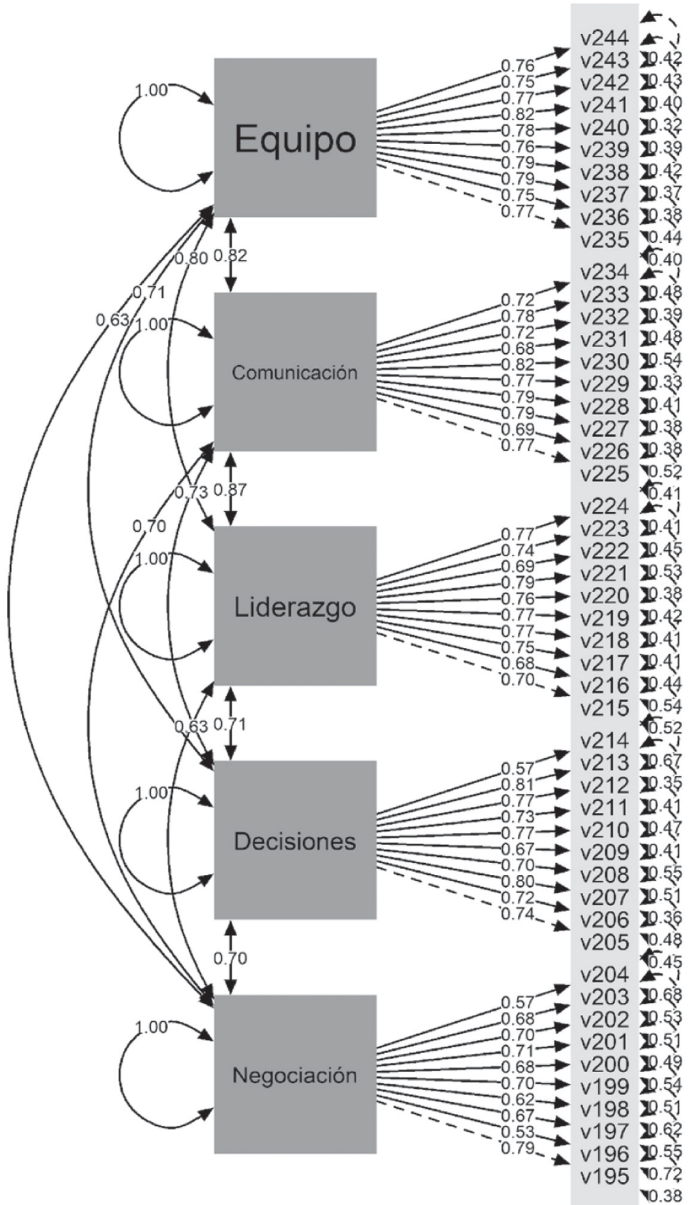 1.00
Equipo
0.76
0.75
0.77
0.82
0.78
0.76
0.79
0.79
0.75
0.77
v244
v243
v242
v241
v240
v239
v238
v237
v236
v235
0.42
0.43
0.40
0.32
0.39
0.42
0.37
0.38
0.44
0.40
0.80
0.82
0.71
0.63
1.00
Comunicación
0.72
0.78
0.72
0.68
0.82
0.77
0.79
0.79
0.69
0.77
v234
v233
v232
v231
v230
v229
v228
v227
v226
v225
0.48
0.39
0.48
0.54
0.33
0.41
0.38
0.38
0.52
0.41
0.73
0.87
0.70
1.00
Liderazgo
0.77
0.74
0.69
0.79
0.76
0.77
0.77
0.75
0.68
0.70
v224
v223
v222
v221
v220
v219
v218
v217
v216
v215
0.41
0.45
0.53
0.38
0.42
0.41
0.41
0.44
0.54
0.52
0.63
0.71
1.00
Decisiones
0.57
0.81
0.77
0.73
0.77
0.67
0.70
0.80
0.72
0.74
v214
v213
v212
v211
v210
v209
v208
v207
v206
v205
0.67
0.35
0.41
0.47
0.41
0.55
0.51
0.36
0.48
0.45
0.70
1.00
Negociación
0.57
0.68
0.70
0.71
0.68
0.70
0.62
0.67
0.53
0.79
v204
v203
v202
v201
v200
v199
v198
v197
v196
v195
0.68
0.53
0.51
0.49
0.54
0.51
0.62
0.55
0.72
0.38